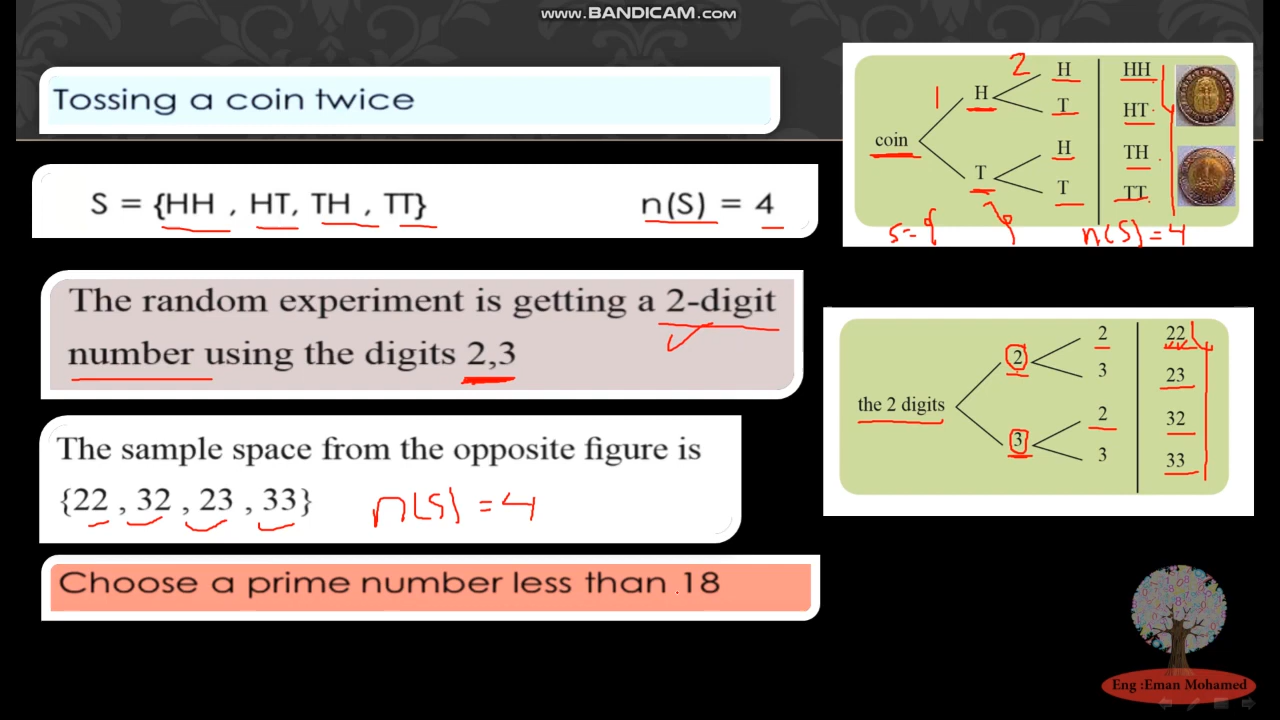 www.BANDICAM.com
Tossing a coin twice
S = {HH , HT, TH , TT}
n(S) = 4
The random experiment is getting a 2-digit
number using the digits 2,3
The sample space from the opposite figure is
{22 , 32 , 23 , 33}
n(S) = 4
Choose a prime number less than 18
1
2
coin
H
T
H
T
H
T
HH
HT
TH
TT
S = { }
n(S) = 4
the 2 digits
2
3
2
3
2
3
22
23
32
33
Eng :Eman Mohamed